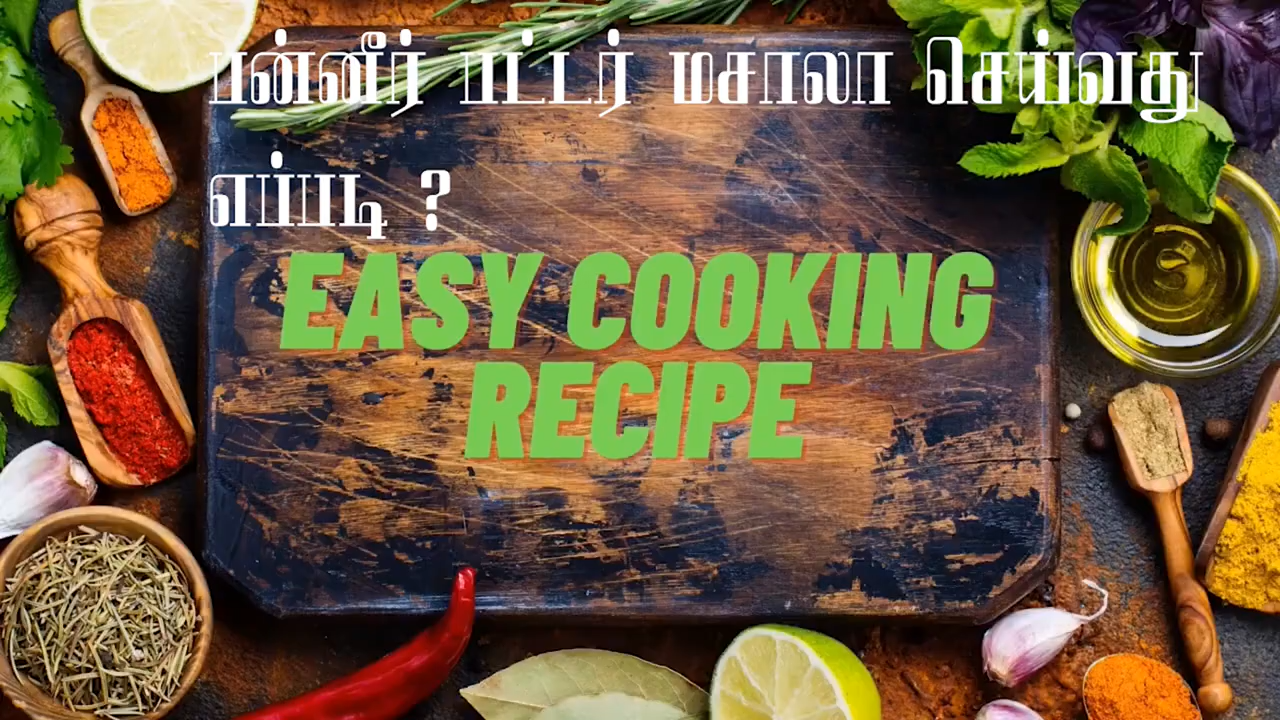 பன்னீர் பட்டர் மசாலா செய்வது
எப்படி ?
EASY COOKING
RECIPE